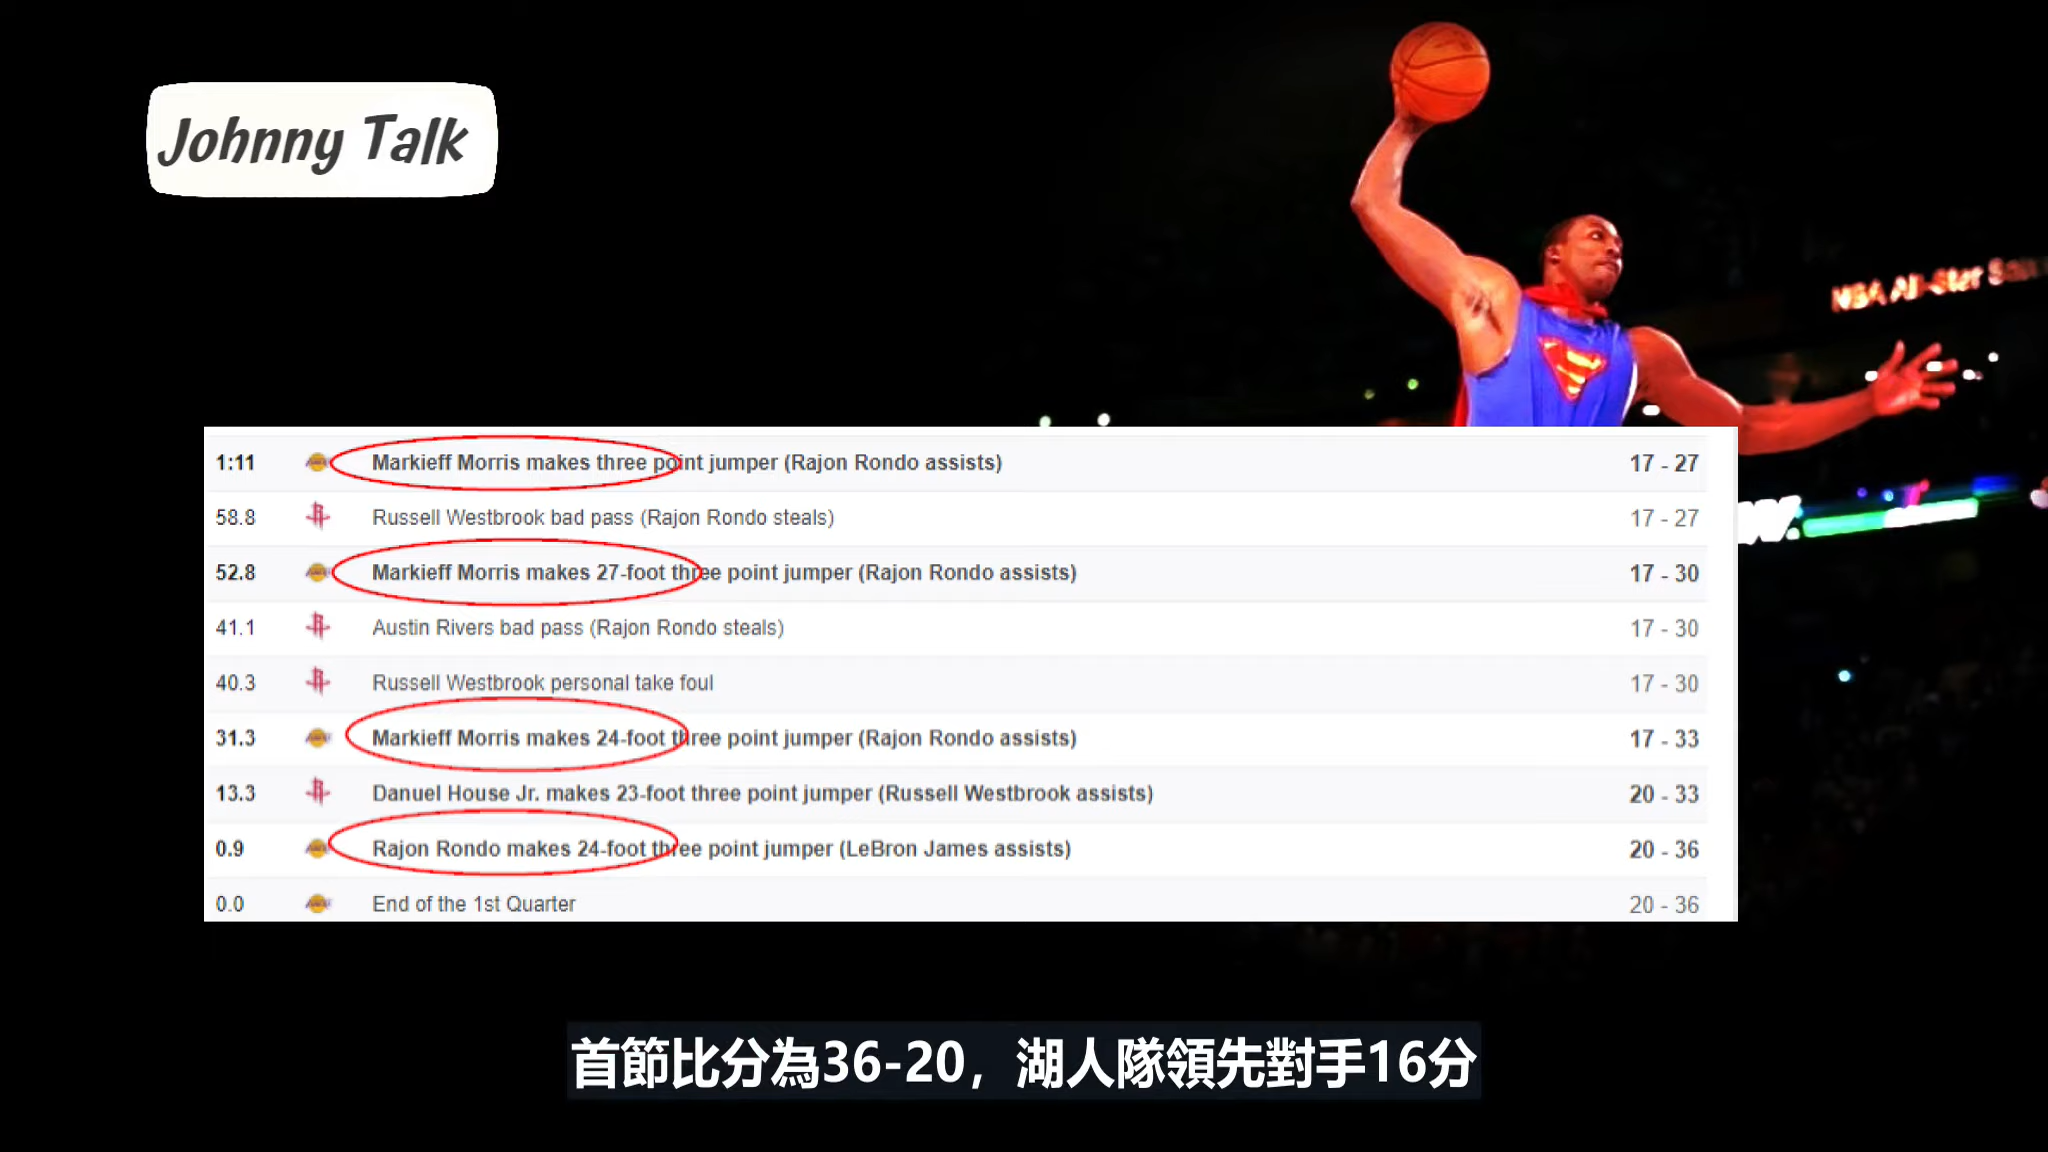 Johnny Talk
NBA All-Star
1:11 Markieff Morris makes three point jumper (Rajon Rondo assists) 17 - 27
58.8 Russell Westbrook bad pass (Rajon Rondo steals) 17 - 27
52.8 Markieff Morris makes 27-foot three point jumper (Rajon Rondo assists) 17 - 30
41.1 Austin Rivers bad pass (Rajon Rondo steals) 17 - 30
40.3 Russell Westbrook personal take foul 17 - 30
31.3 Markieff Morris makes 24-foot three point jumper (Rajon Rondo assists) 17 - 33
13.3 Danuel House Jr. makes 23-foot three point jumper (Russell Westbrook assists) 20 - 33
0.9 Rajon Rondo makes 24-foot three point jumper (LeBron James assists) 20 - 36
0.0 End of the 1st Quarter 20 - 36
首節比分為36-20，湖人隊領先對手16分